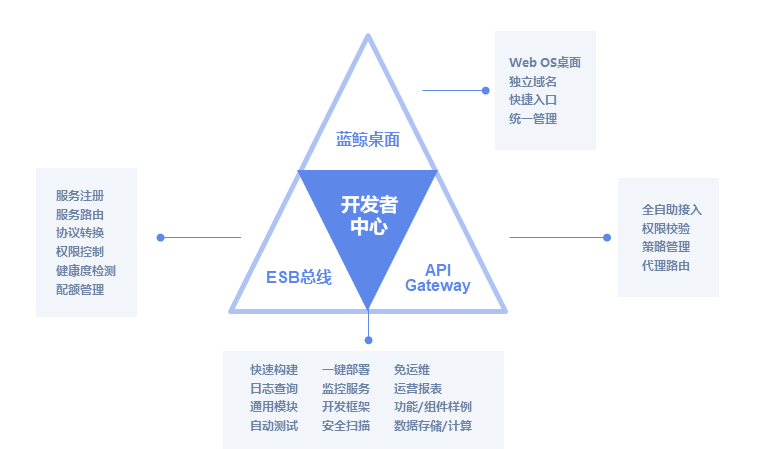 Web OS桌面
独立域名
快捷入口
统一管理
蓝鲸桌面
服务注册
服务路由
协议转换
权限控制
健康度检测
配额管理
开发者
中心
全自助接入
权限校验
策略管理
代理路由
ESB总线
API
Gateway
快速构建 一键部署 免运维
日志查询 监控服务 运营报表
通用模块 开发框架 功能/组件样例
自动测试 安全扫描 数据存储/计算